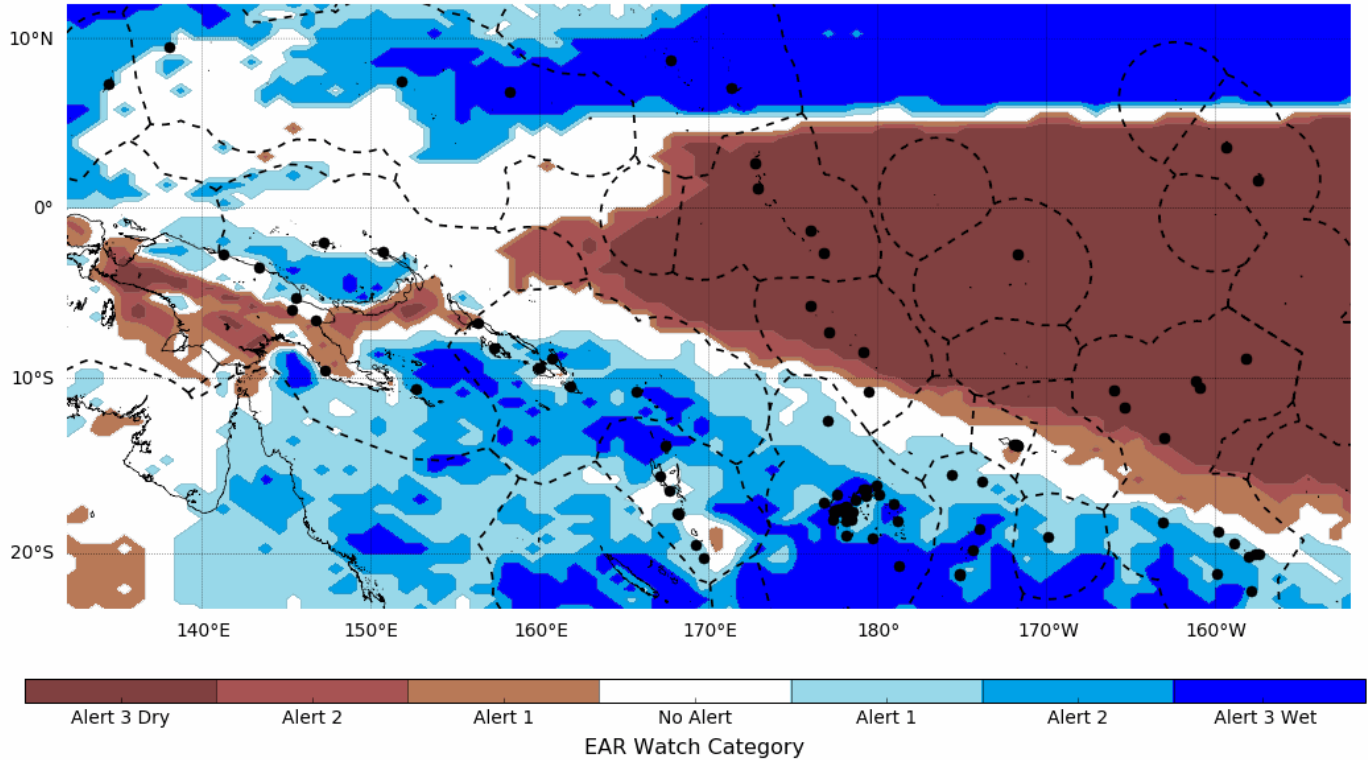 10°N
0°
10°S
20°S
140°E 150°E 160°E 170°E 180° 170°W 160°W
Alert 3 Dry Alert 2 Alert 1 No Alert Alert 1 Alert 2 Alert 3 Wet
EAR Watch Category